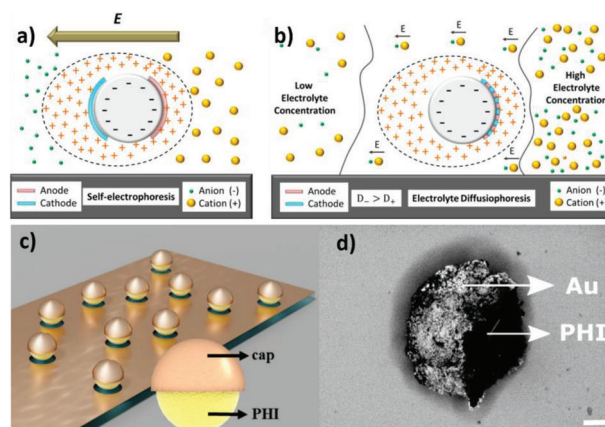 a)
E
Anode
Cathode
Self-electrophoresis
Anion (-)
Cation (+)
b)
E
E
E
E
E
E
Low
Electrolyte
Concentration
High
Electrolyte
Concentration
Anode
Cathode
D₋ > D₊
Electrolyte Diffusiophoresis
Anion (-)
Cation (+)
c)
cap
PHI
d)
Au
PHI